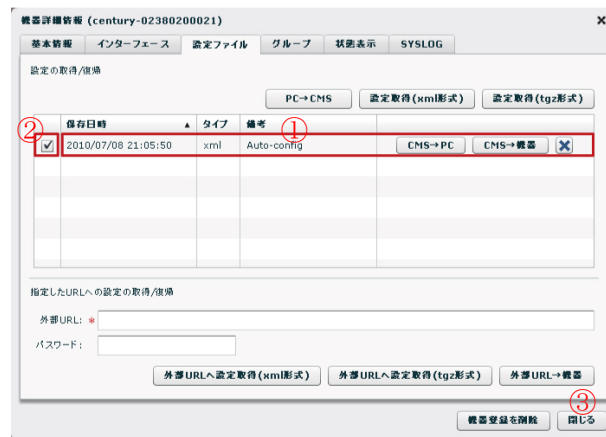 機器詳細情報 (century-02380200021)
基本情報 インターフェース 設定ファイル グループ 状態表示 SYSLOG
設定の取得/復帰
PC→CMS 設定取得(xml形式) 設定取得(tgz形式)
保存日時 ▲ タイプ 備考
② ①
2010/07/08 21:05:50 xml Auto-config CMS→PC CMS→機器
指定したURLへの設定の取得/復帰
外部URL: *
パスワード:
外部URLへ設定取得(xml形式) 外部URLへ設定取得(tgz形式) 外部URL→機器
③
機器登録を削除 閉じる